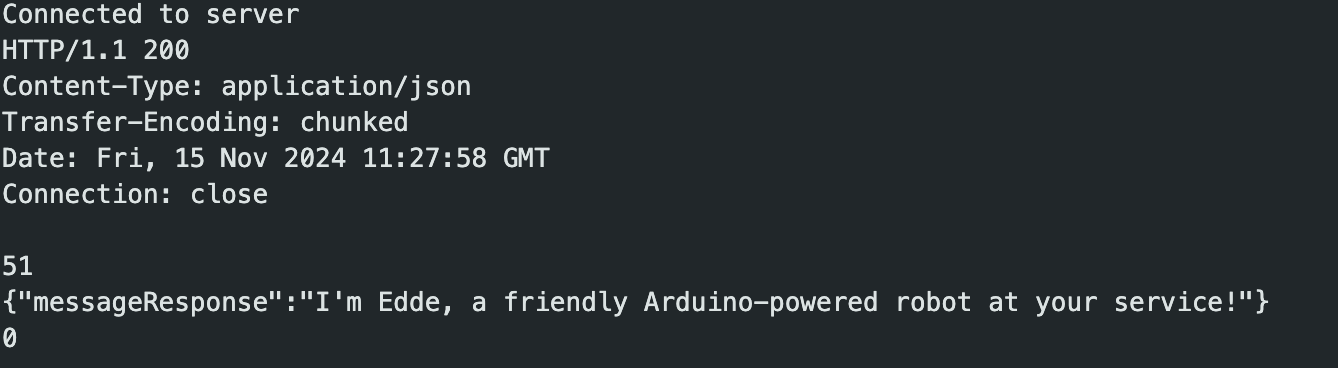 Connected to server
HTTP/1.1 200
Content-Type: application/json
Transfer-Encoding: chunked
Date: Fri, 15 Nov 2024 11:27:58 GMT
Connection: close

51
{"messageResponse":"I'm Edde, a friendly Arduino-powered robot at your service!"}
0